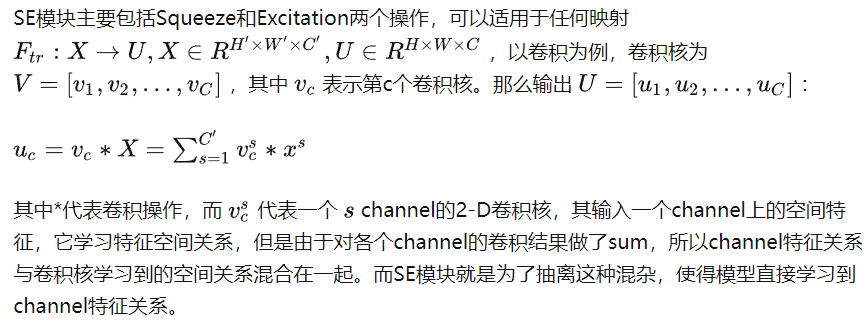 SE模块主要包括Squeeze和Excitation两个操作，可以适用于任何映射
$F_{tr}: X \rightarrow U, X \in R^{H' \times W' \times C'}, U \in R^{H \times W \times C}$ ，以卷积为例，卷积核为
$V = [v_1, v_2, \ldots, v_C]$ ，其中 $v_c$ 表示第c个卷积核。那么输出 $U = [u_1, u_2, \ldots, u_C]$ ：
$u_c = v_c * X = \sum_{s=1}^{C'} v_c^s * x^s$
其中*代表卷积操作，而 $v_c^s$ 代表一个 $s$ channel的2-D卷积核，其输入一个channel上的空间特
征，它学习特征空间关系，但是由于对各个channel的卷积结果做了sum，所以channel特征关系
与卷积核学习到的空间关系混合在一起。而SE模块就是为了抽离这种混杂，使得模型直接学习到
channel特征关系。